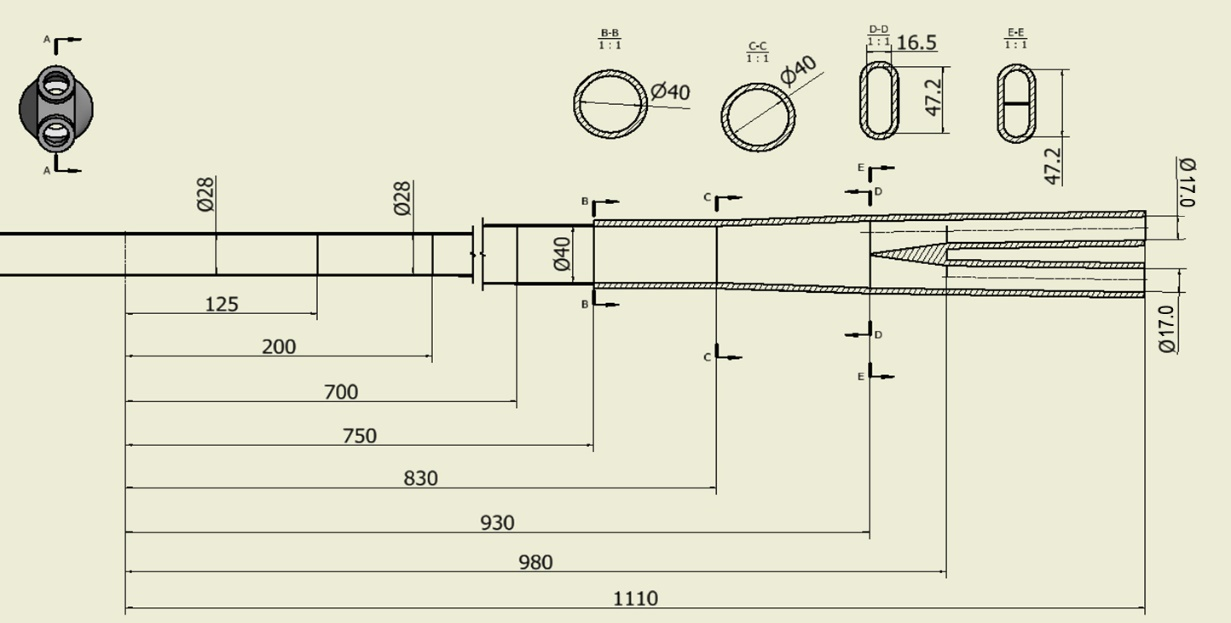 A
A
B-B
1 : 1
Ø40
C-C
1 : 1
Ø40
D-D
1 : 1
16.5
47.2
E-E
1 : 1
47.2
Ø28
Ø28
Ø40
B
B
C
C
E
D
D
E
Ø17.0
Ø17.0
125
200
700
750
830
930
980
1110